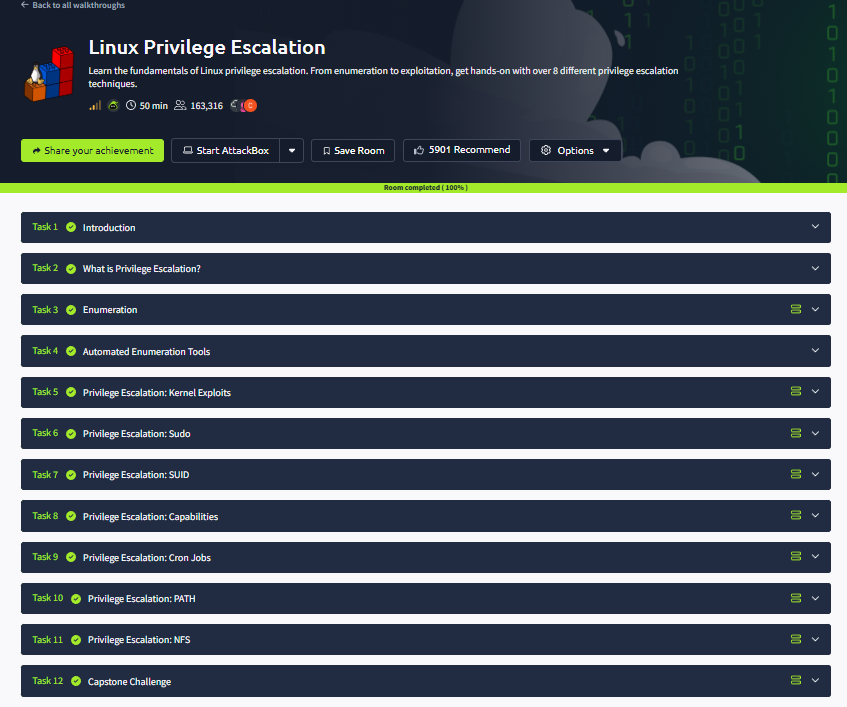 Back to all walkthroughs
Linux Privilege Escalation
Learn the fundamentals of Linux privilege escalation. From enumeration to exploitation, get hands-on with over 8 different privilege escalation
techniques.
50 min 163,316
Share your achievement Start AttackBox Save Room 5901 Recommend Options
Room completed ( 100% )
Task 1 Introduction
Task 2 What is Privilege Escalation?
Task 3 Enumeration
Task 4 Automated Enumeration Tools
Task 5 Privilege Escalation: Kernel Exploits
Task 6 Privilege Escalation: Sudo
Task 7 Privilege Escalation: SUID
Task 8 Privilege Escalation: Capabilities
Task 9 Privilege Escalation: Cron Jobs
Task 10 Privilege Escalation: PATH
Task 11 Privilege Escalation: NFS
Task 12 Capstone Challenge